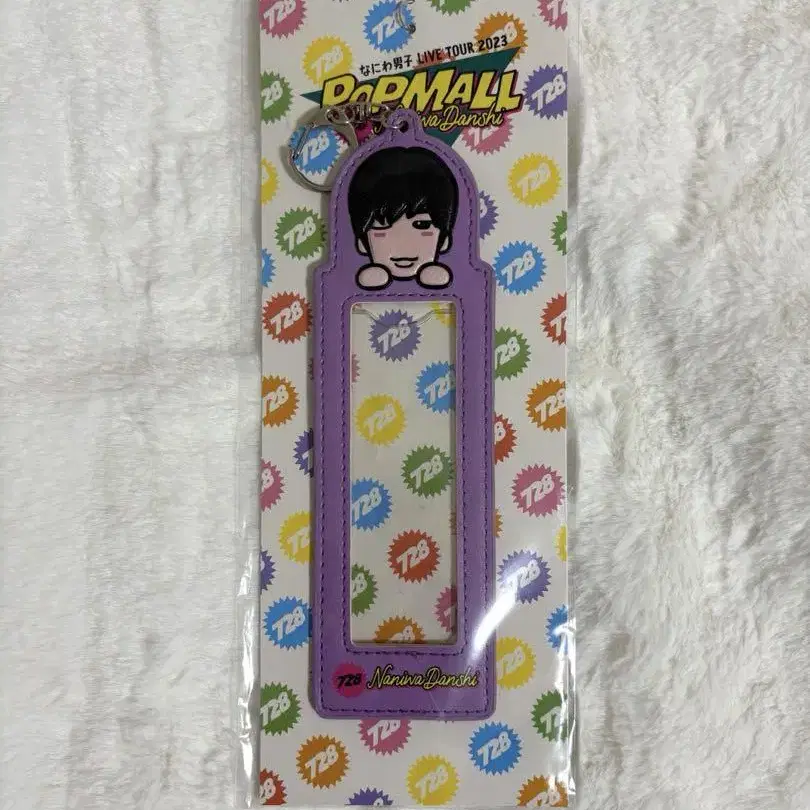 なにわ男子 LIVE TOUR 2023
POPMALL
Naniwa Danshi
728
728 Naniwa Danshi